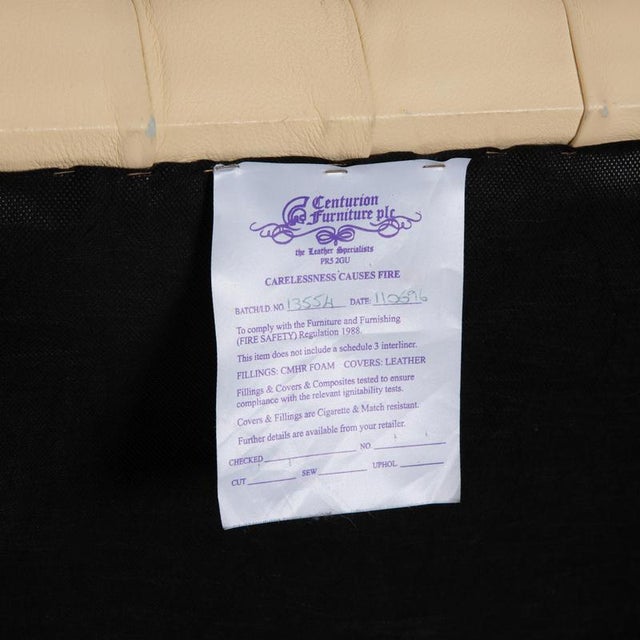 Centurion
Furniture plc
the Leather Specialists
PR5 2GU
CARELESSNESS CAUSES FIRE
BATCH/I.D. NO. 13554 DATE 110696
To comply with the Furniture and Furnishing
(FIRE SAFETY) Regulation 1988.
This item does not include a schedule 3 interliner.
FILLINGS: CMHR FOAM COVERS: LEATHER
Fillings & Covers & Composites tested to ensure
compliance with the relevant ignitability tests.
Covers & Fillings are Cigarette & Match resistant.
Further details are available from your retailer.
CHECKED NO
CUT SEW UPHOL